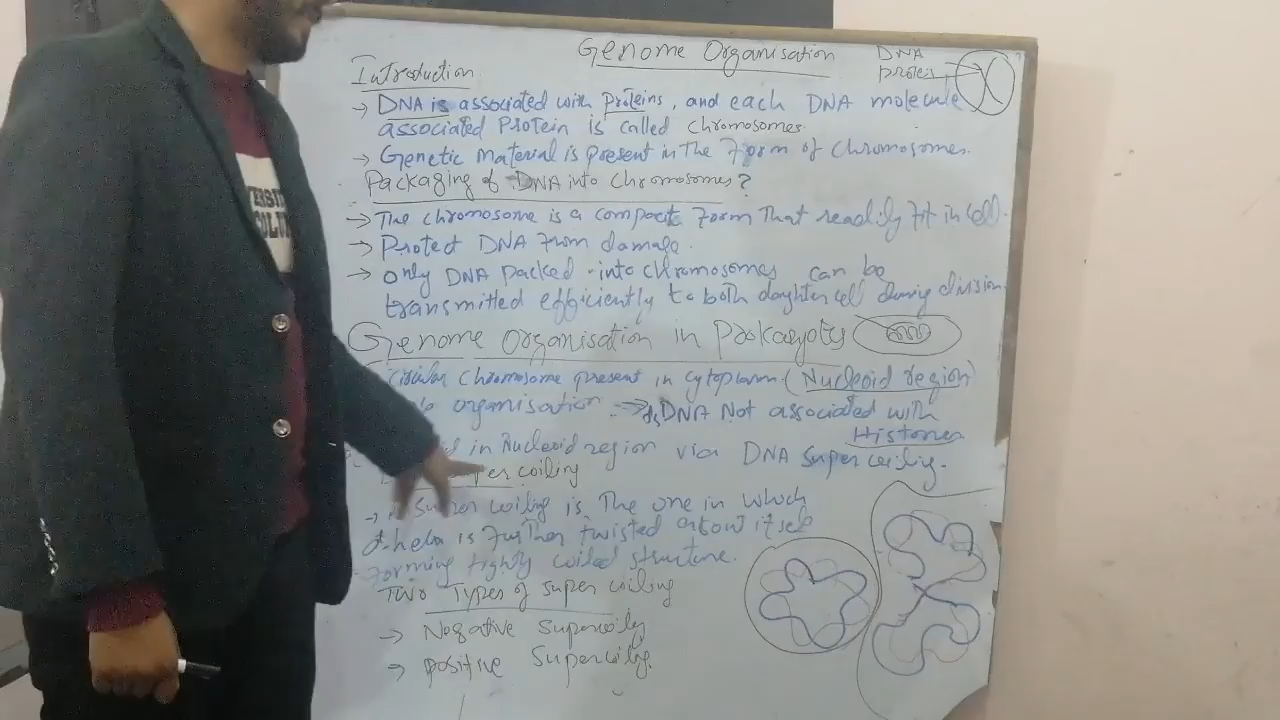 Genome Organisation
DNA
Protein
Introduction
→ DNA is associated with Proteins, and each DNA molecule
associated Protein is called chromosomes.
→ Genetic Material is present in the Form of chromosomes.
Packaging of DNA into Chromosomes?
→ The chromosome is a compact Form That readily fit in cell.
→ Protect DNA From damage.
→ only DNA packed into chromosomes can be
transmitted efficiently to both daughter cell during division.
Genome Organisation in Prokaryotes
Circular Chromosome present in cytoplasm. (Nucleoid region)
organisation. → ds DNA Not associated with
Histones
in Nucleoid region via DNA Super coiling.
per coiling
→ Super coiling is The one in which
d-helix is Further twisted about itself
Forming tightly coiled structure.
Two Types of super coiling
→ Negative Supercoiling
→ positive Supercoiling.